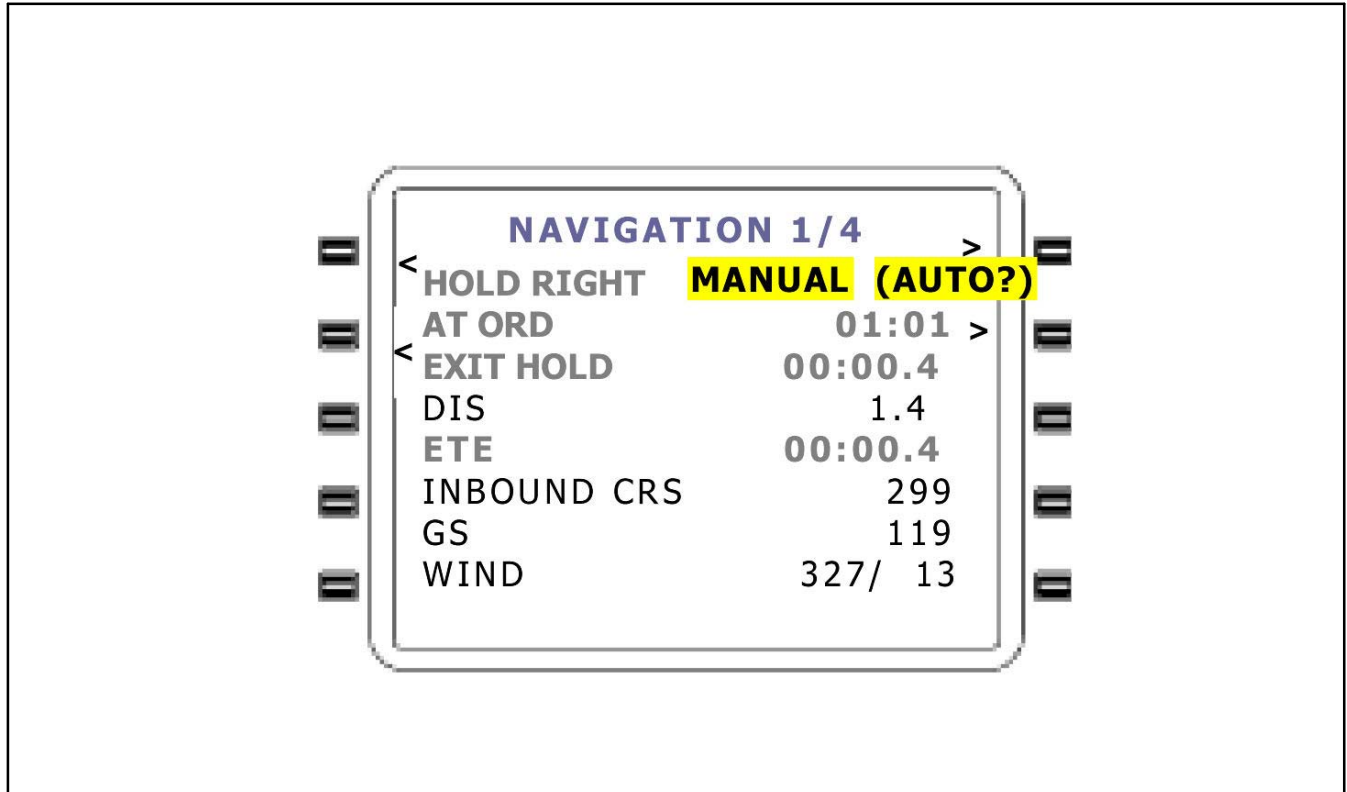 NAVIGATION 1/4
< HOLD RIGHT MANUAL (AUTO?) >
AT ORD 01:01 >
< EXIT HOLD 00:00.4
DIS 1.4
ETE 00:00.4
INBOUND CRS 299
GS 119
WIND 327/ 13